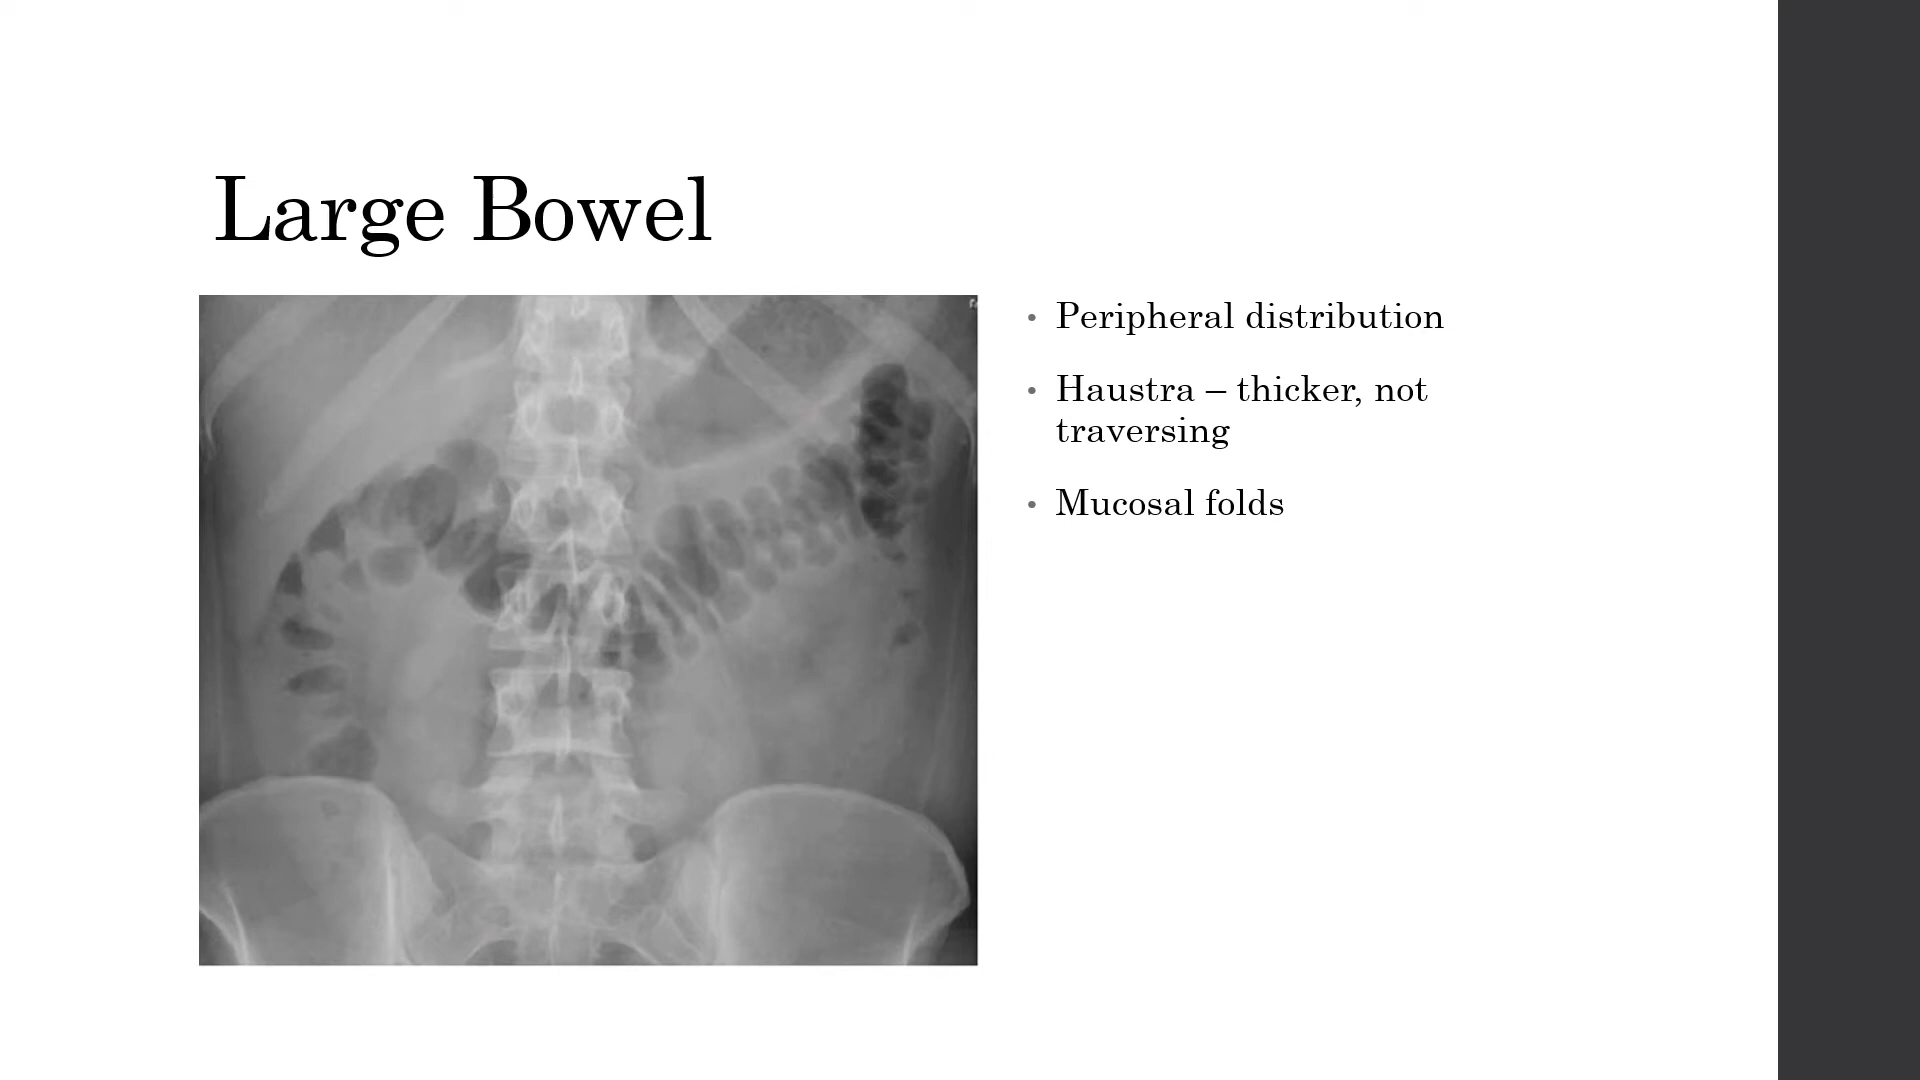 Large Bowel
• Peripheral distribution
• Haustra – thicker, not
traversing
• Mucosal folds